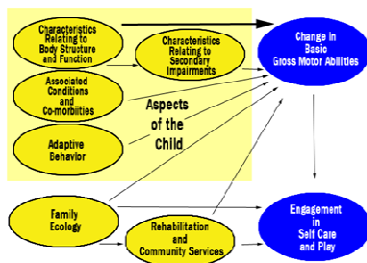 Characteristics
Relating to
Body Structure
and Function
Characteristics
Relating to
Secondary
Impairments
Change in
Basic
Gross Motor Abilities
Associated
Conditions
and
Co-morbiities
Aspects
of the
Child
Adaptive
Behavior
Family
Ecology
Rehabilitation
and
Community Services
Engagement
in
Self Care
and Play